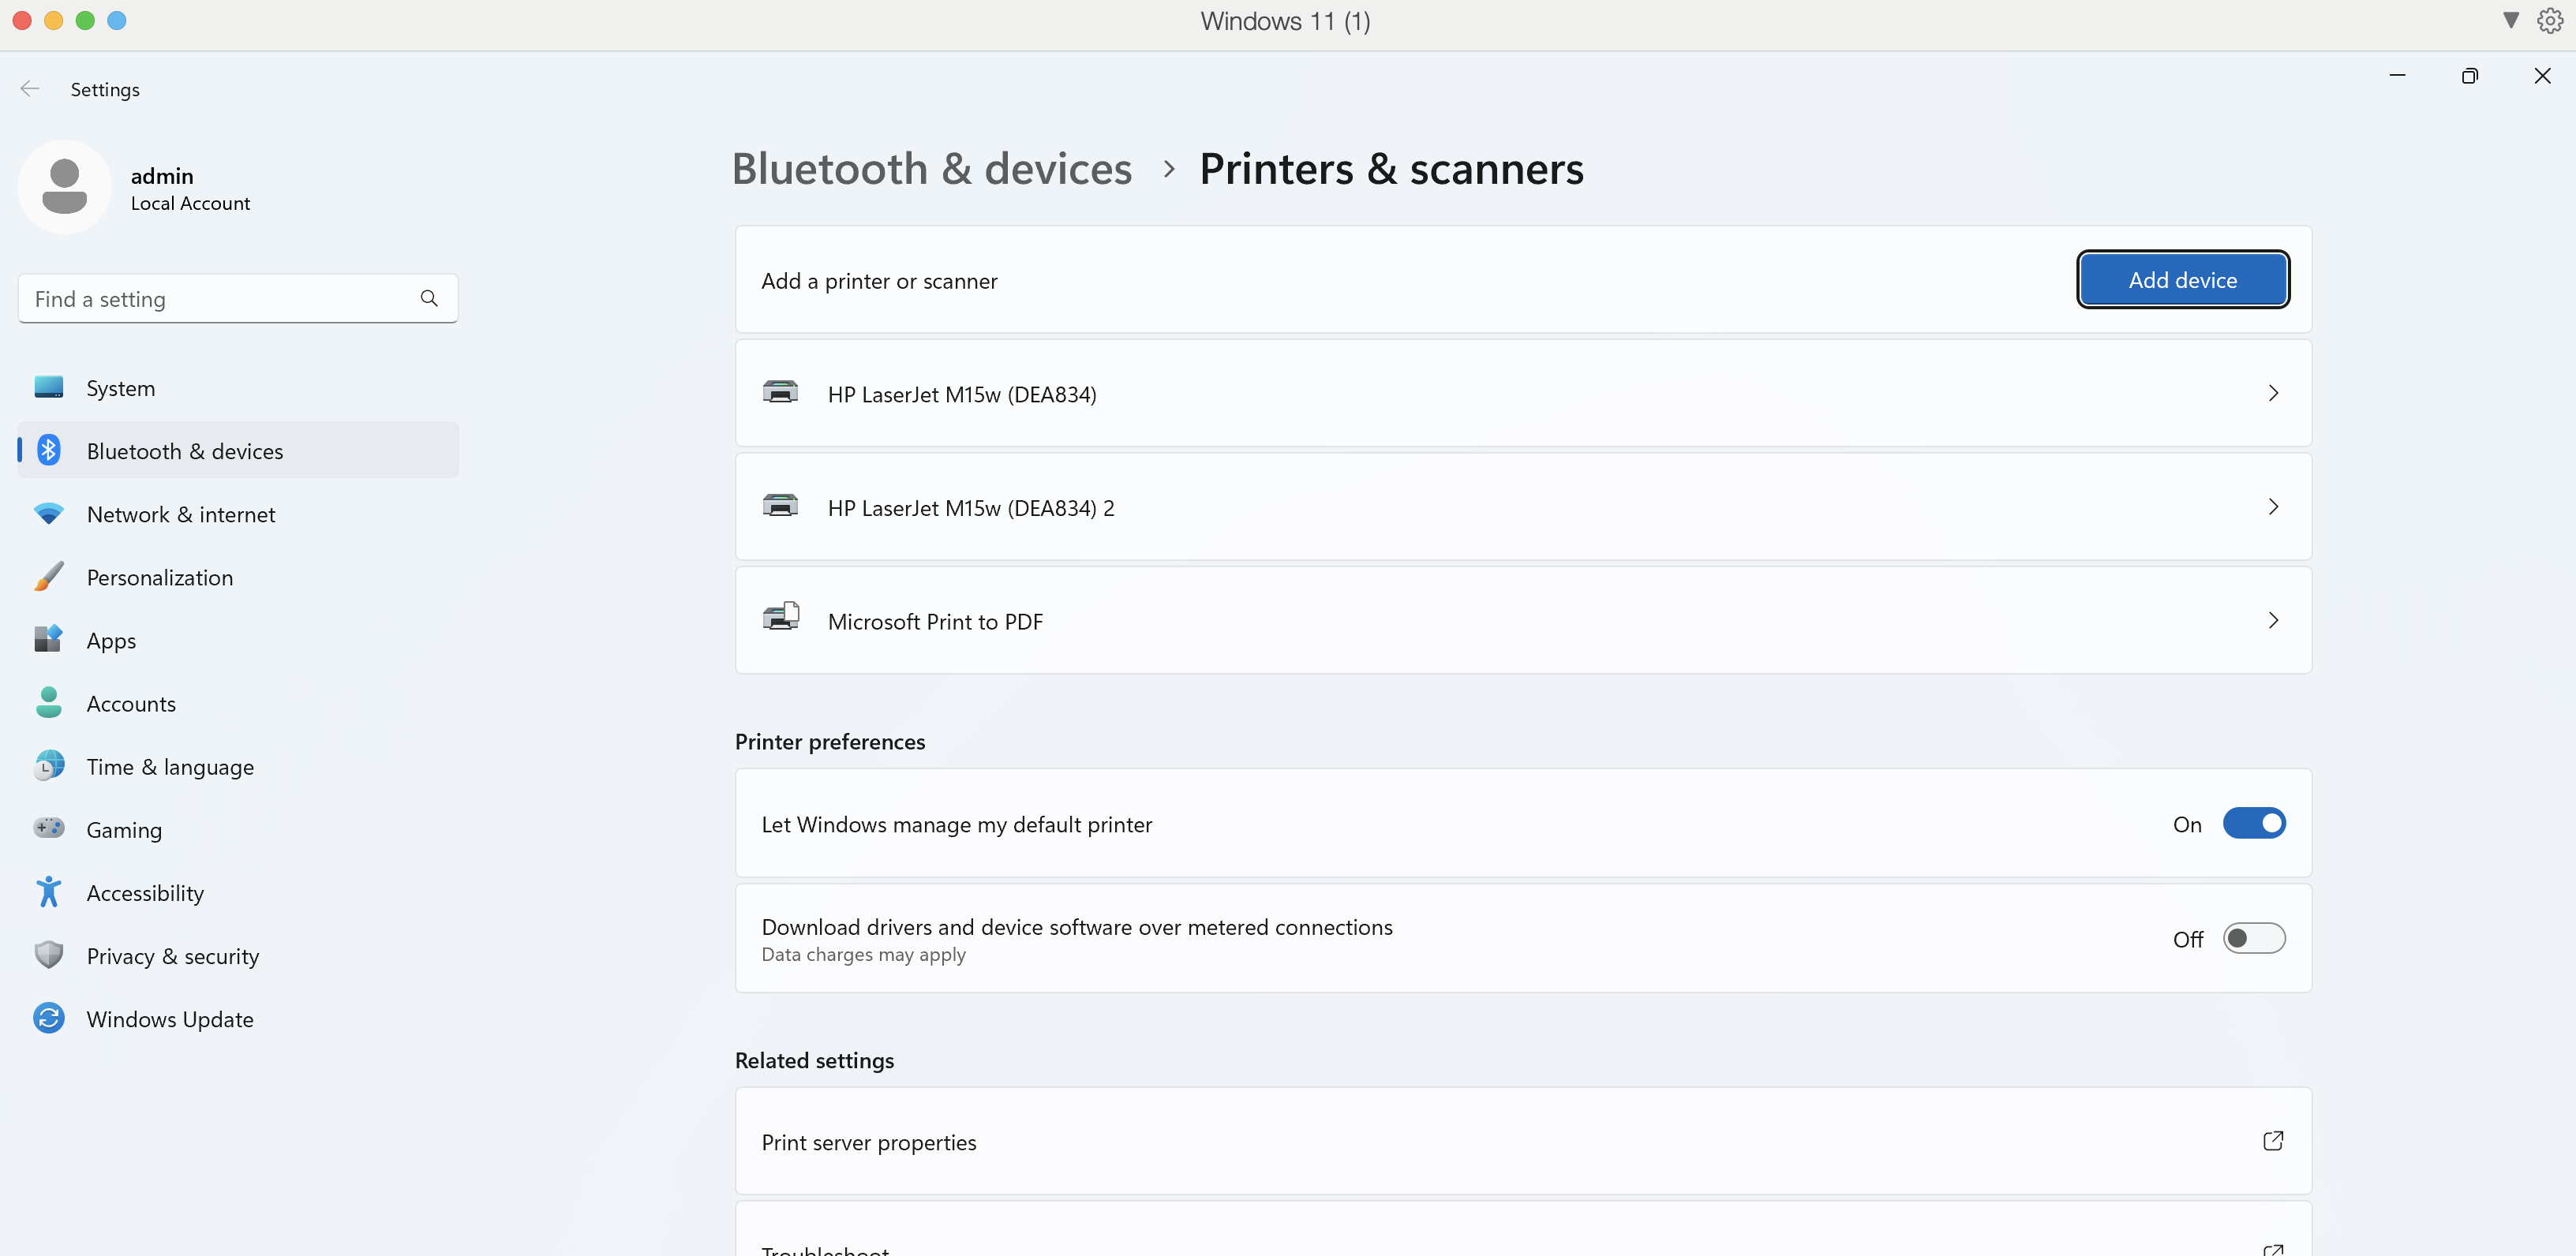 Windows 11 (1)
Settings
admin
Local Account
Find a setting
System
Bluetooth & devices
Network & internet
Personalization
Apps
Accounts
Time & language
Gaming
Accessibility
Privacy & security
Windows Update
Bluetooth & devices > Printers & scanners
Add a printer or scanner
Add device
HP LaserJet M15w (DEA834)
HP LaserJet M15w (DEA834) 2
Microsoft Print to PDF
Printer preferences
Let Windows manage my default printer
On
Download drivers and device software over metered connections
Data charges may apply
Off
Related settings
Print server properties
Troubleshoot